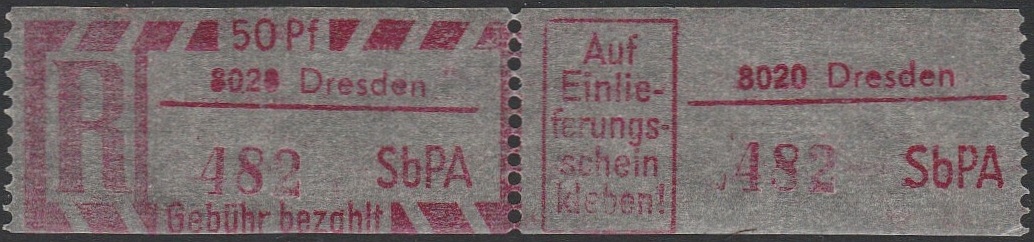 50 Pf
R
8020 Dresden
482 SbPA
Gebühr bezahlt
Auf
Einlie-
ferungs-
schein
kleben!
8020 Dresden
482 SbPA